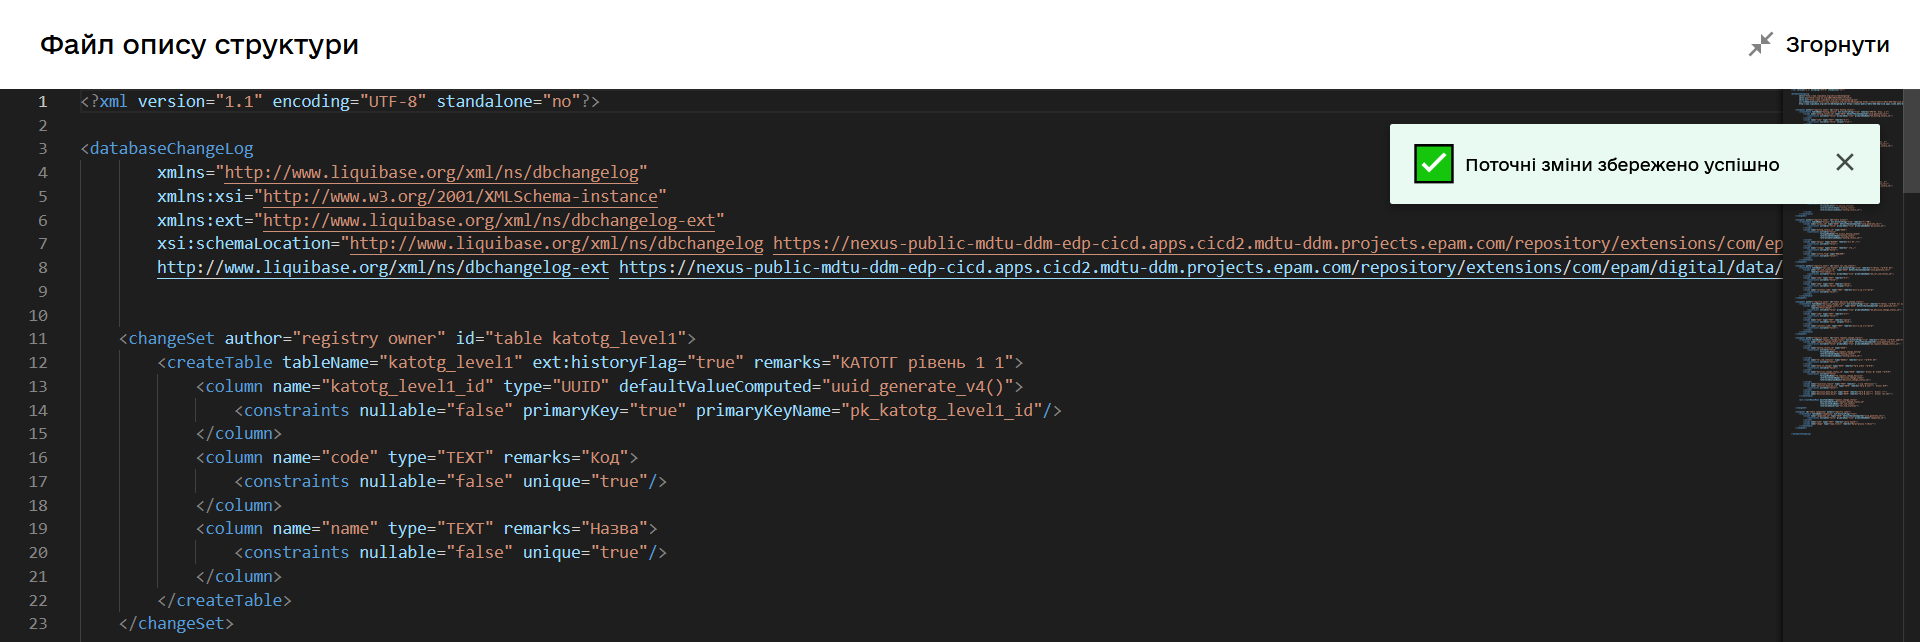 Файл опису структури
Згорнути
1 <?xml version="1.1" encoding="UTF-8" standalone="no"?>
2
3 <databaseChangeLog
4 xmlns="http://www.liquibase.org/xml/ns/dbchangelog"
5 xmlns:xsi="http://www.w3.org/2001/XMLSchema-instance"
6 xmlns:ext="http://www.liquibase.org/xml/ns/dbchangelog-ext"
7 xsi:schemaLocation="http://www.liquibase.org/xml/ns/dbchangelog https://nexus-public-mdtu-ddm-edp-cicd.apps.cicd2.mdtu-ddm.projects.epam.com/repository/extensions/com/ep
8 http://www.liquibase.org/xml/ns/dbchangelog-ext https://nexus-public-mdtu-ddm-edp-cicd.apps.cicd2.mdtu-ddm.projects.epam.com/repository/extensions/com/epam/digital/data/
9
10
11 <changeSet author="registry owner" id="table katotg_level1">
12 <createTable tableName="katotg_level1" ext:historyFlag="true" remarks="КАТОТГ рівень 1 1">
13 <column name="katotg_level1_id" type="UUID" defaultValueComputed="uuid_generate_v4()">
14 <constraints nullable="false" primaryKey="true" primaryKeyName="pk_katotg_level1_id"/>
15 </column>
16 <column name="code" type="TEXT" remarks="Код">
17 <constraints nullable="false" unique="true"/>
18 </column>
19 <column name="name" type="TEXT" remarks="Назва">
20 <constraints nullable="false" unique="true"/>
21 </column>
22 </createTable>
23 </changeSet>
Поточні зміни збережено успішно